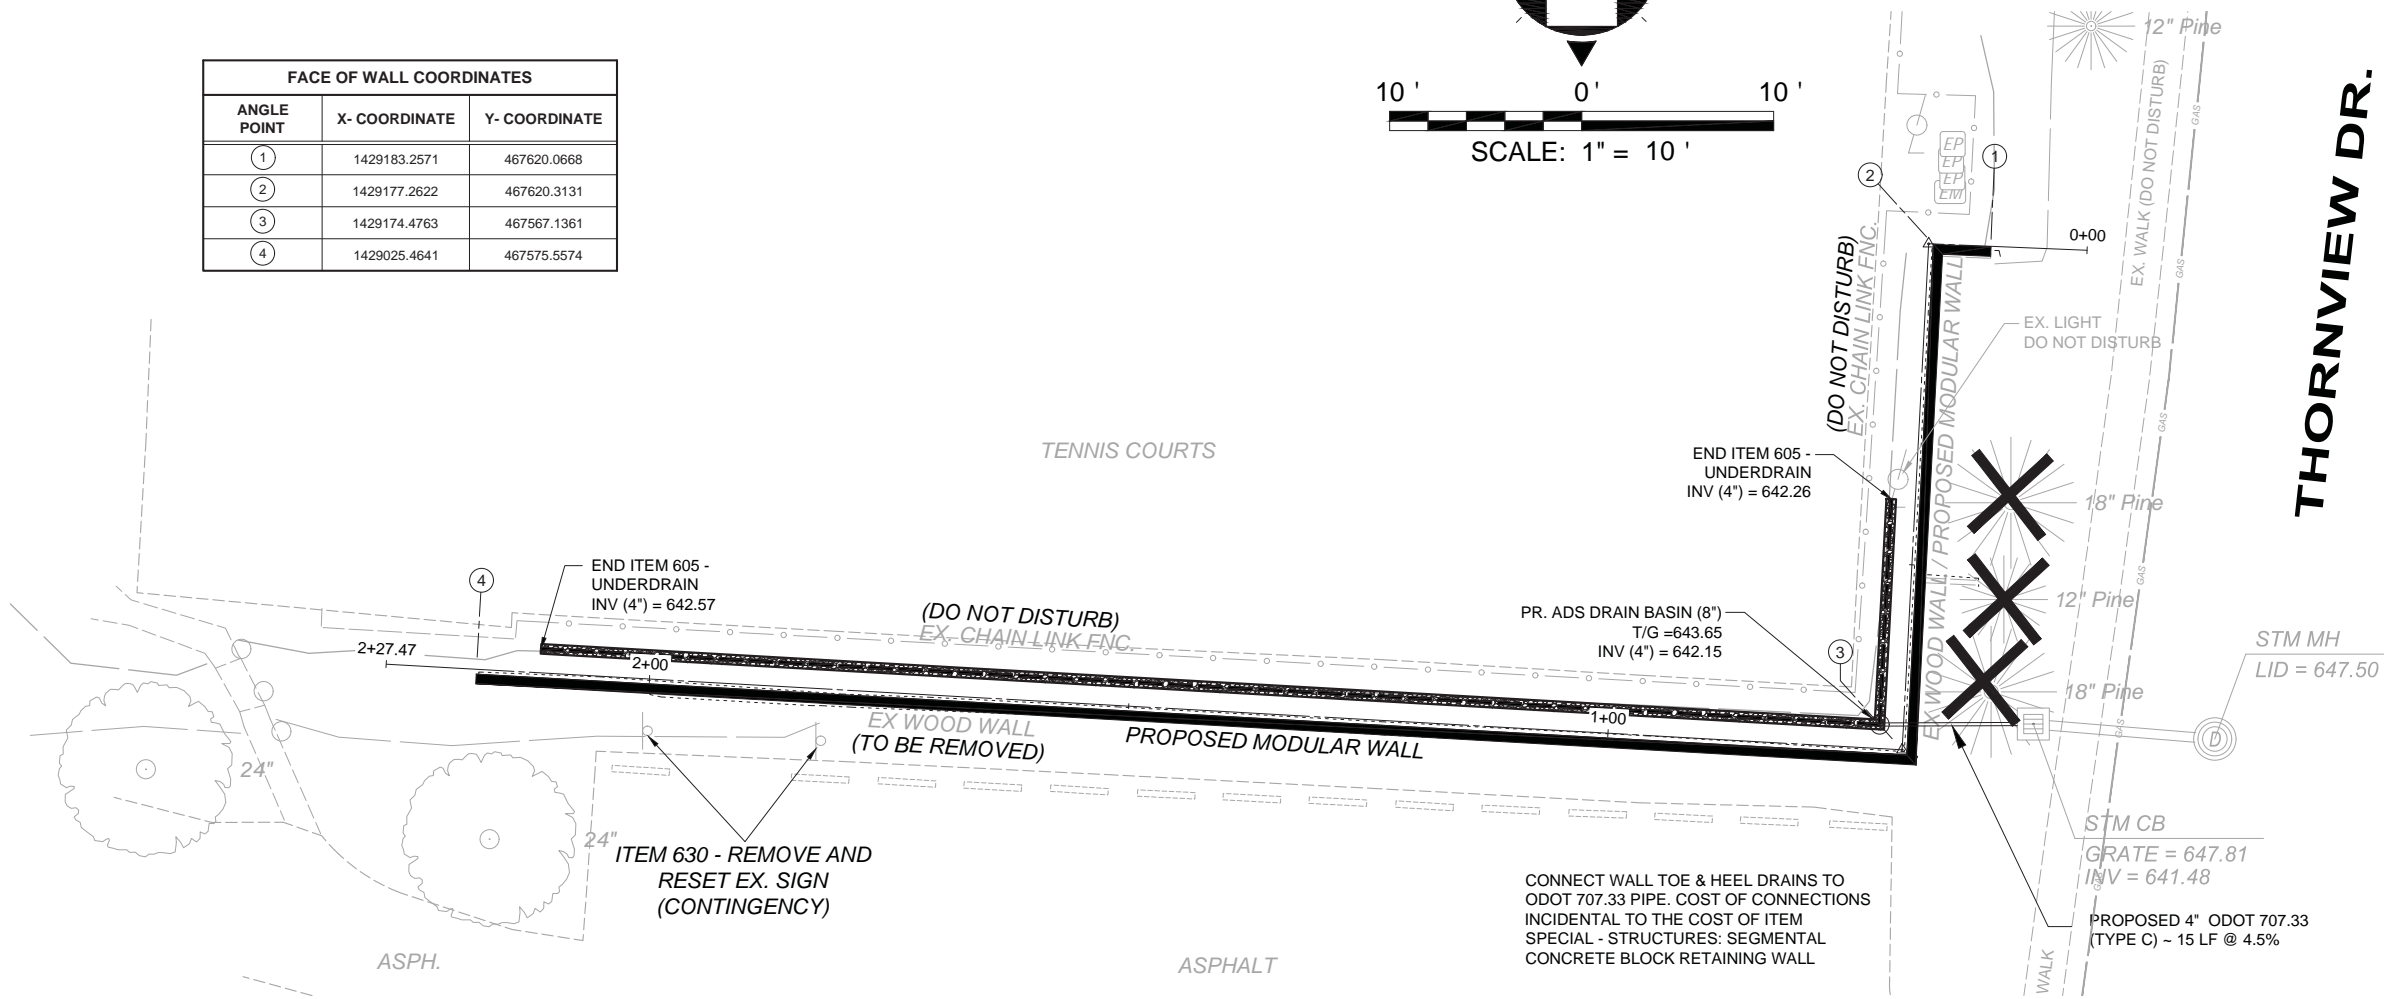 FACE OF WALL COORDINATES
ANGLE POINT X- COORDINATE Y- COORDINATE
1 1429183.2571 467620.0668
2 1429177.2622 467620.3131
3 1429174.4763 467567.1361
4 1429025.4641 467575.5574
10 ' 0' 10 '
SCALE: 1" = 10 '
12" Pine
EX. WALK (DO NOT DISTURB)
GAS
THORNVIEW DR.
EP
EP
EP
EM
1
2
0+00
GAS
(DO NOT DISTURB)
EX. CHAIN LINK FNC.
EX WOOD WALL / PROPOSED MODULAR WALL
EX. LIGHT
DO NOT DISTURB
GAS
TENNIS COURTS
END ITEM 605 -
UNDERDRAIN
INV (4") = 642.26
18" Pine
GAS
12" Pine
18" Pine
GAS
4
END ITEM 605 -
UNDERDRAIN
INV (4") = 642.57
(DO NOT DISTURB)
EX. CHAIN LINK FNC.
PR. ADS DRAIN BASIN (8")
T/G =643.65
INV (4") = 642.15
3
STM MH
LID = 647.50
D
2+27.47
2+00
1+00
EX WOOD WALL
(TO BE REMOVED)
PROPOSED MODULAR WALL
24"
24"
ITEM 630 - REMOVE AND
RESET EX. SIGN
(CONTINGENCY)
STM CB
GRATE = 647.81
INV = 641.48
GAS
CONNECT WALL TOE & HEEL DRAINS TO
ODOT 707.33 PIPE. COST OF CONNECTIONS
INCIDENTAL TO THE COST OF ITEM
SPECIAL - STRUCTURES: SEGMENTAL
CONCRETE BLOCK RETAINING WALL
PROPOSED 4" ODOT 707.33
(TYPE C) ~ 15 LF @ 4.5%
ASPH.
ASPHALT
WALK